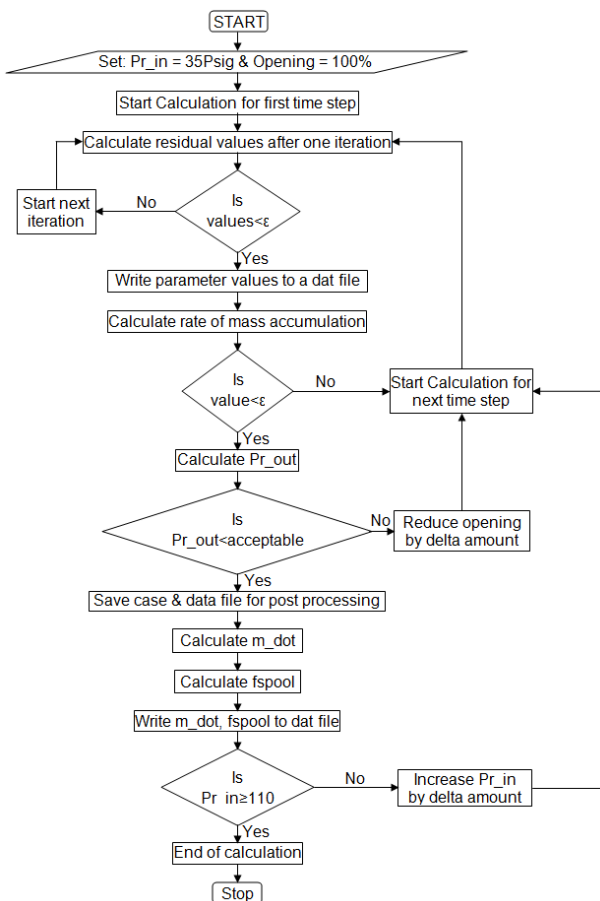 START
Set: Pr_in = 35Psig & Opening = 100%
Start Calculation for first time step
Calculate residual values after one iteration
Start next
iteration
No
Is
values<ε
Yes
Write parameter values to a dat file
Calculate rate of mass accumulation
Is
value<ε
No
Start Calculation for
next time step
Yes
Calculate Pr_out
Is
Pr_out<acceptable
No
Reduce opening
by delta amount
Yes
Save case & data file for post processing
Calculate m_dot
Calculate fspool
Write m_dot, fspool to dat file
Is
Pr in≥110
No
Increase Pr_in
by delta amount
Yes
End of calculation
Stop